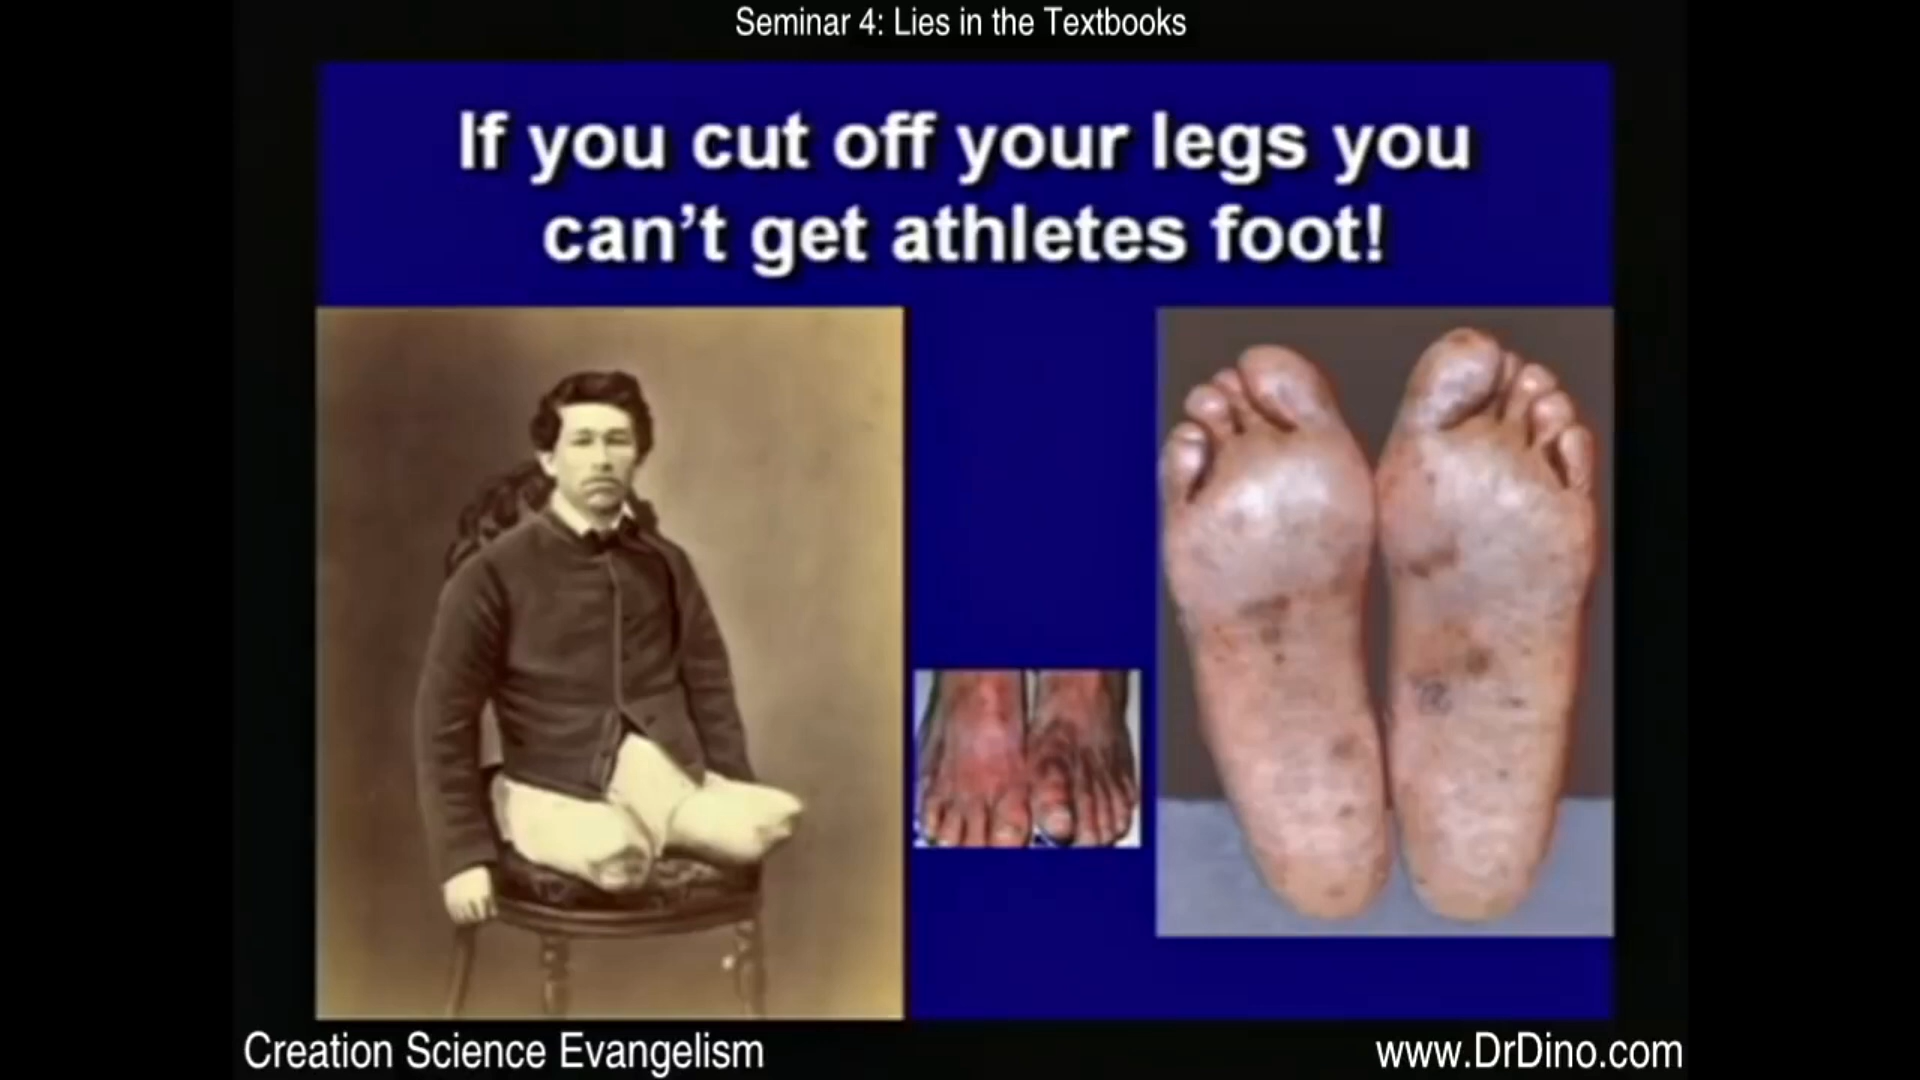 Seminar 4: Lies in the Textbooks
If you cut off your legs you
can’t get athletes foot!
Creation Science Evangelism
www.DrDino.com